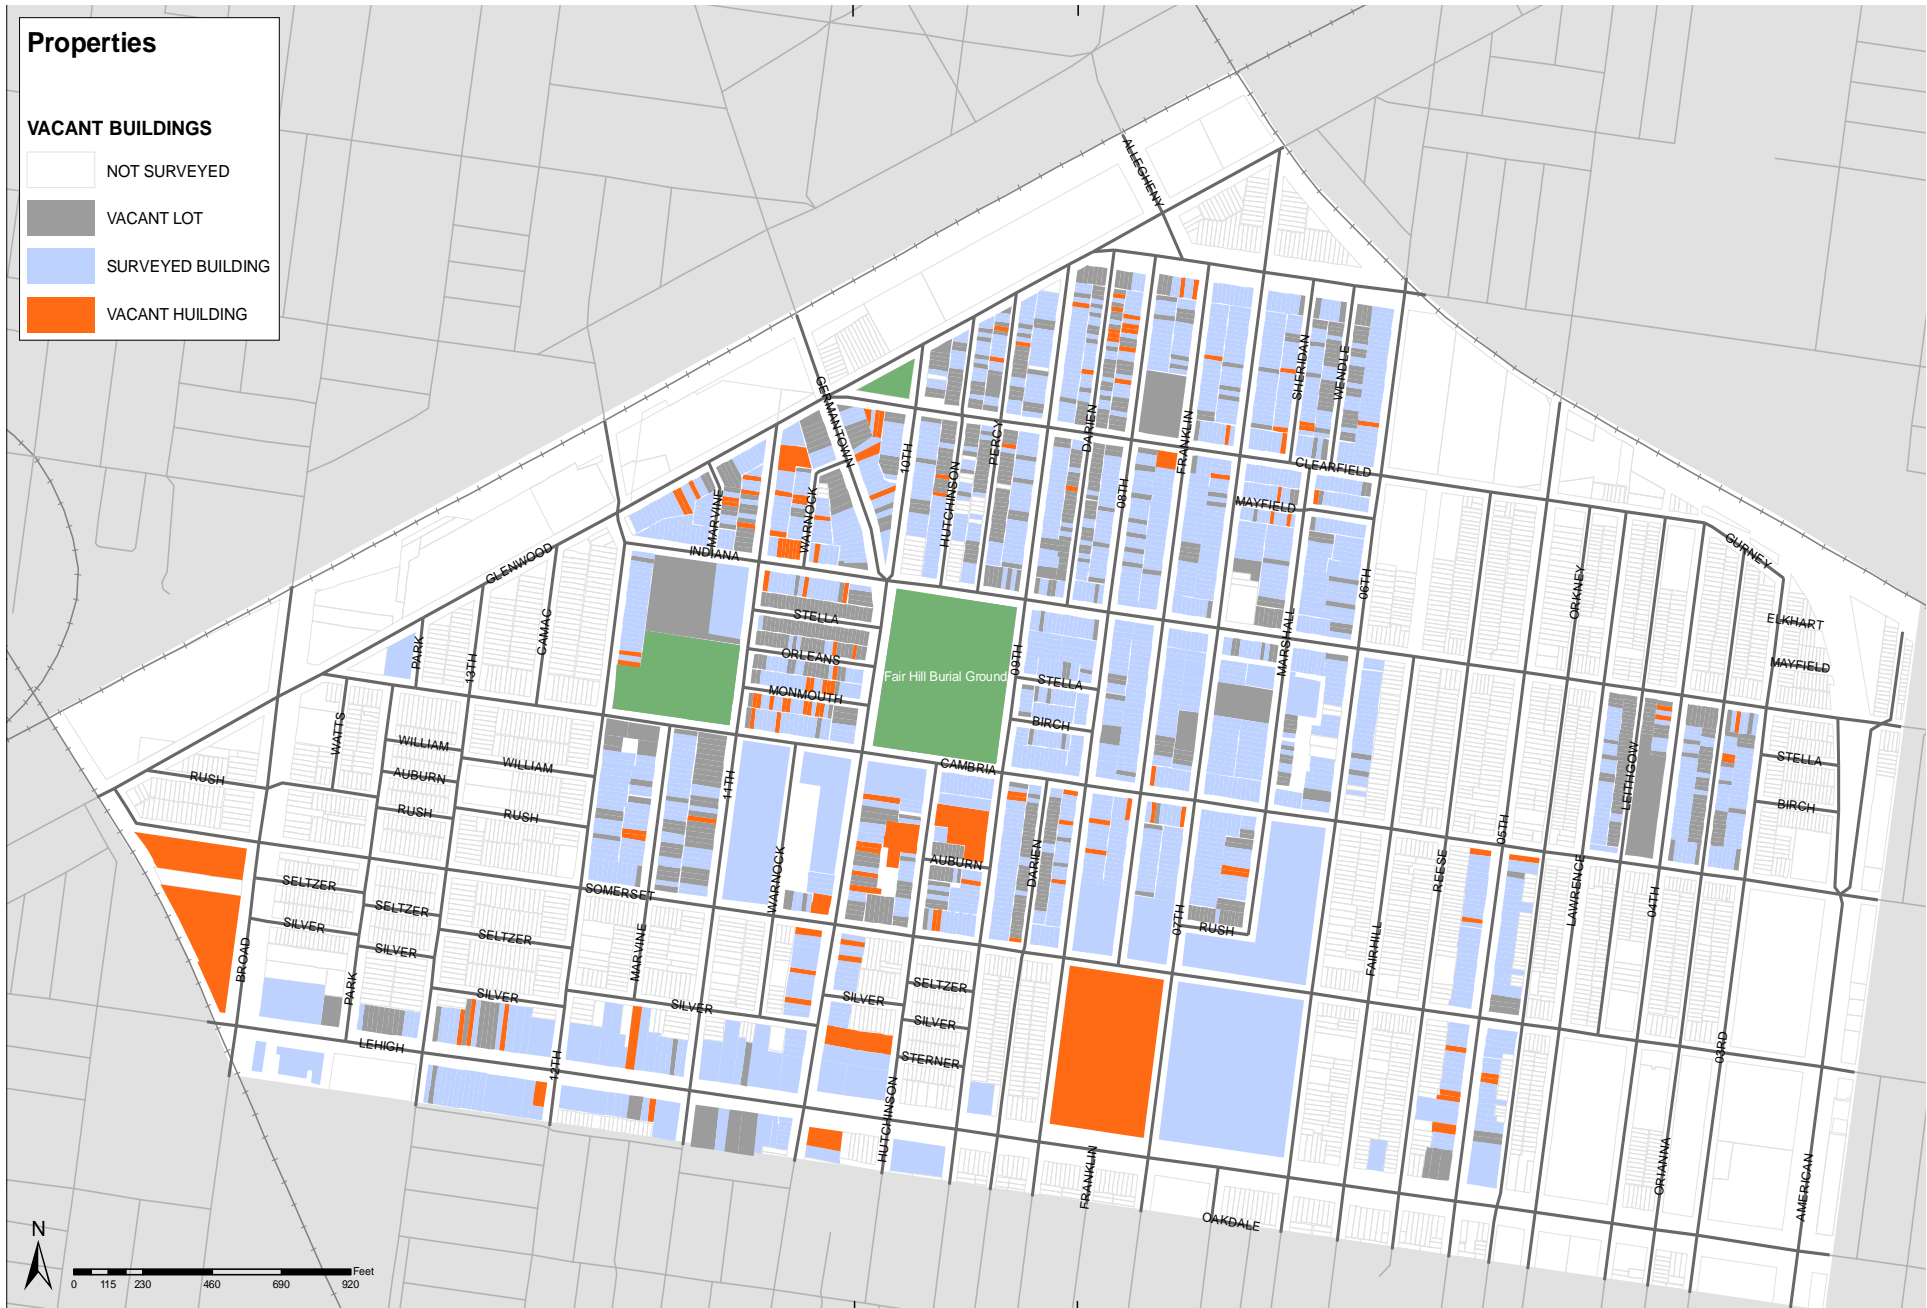 Properties
VACANT BUILDINGS
NOT SURVEYED
VACANT LOT
SURVEYED BUILDING
VACANT HUILDING
ALLEGHENY
GERMANTOWN
SHERIDAN
WENDLE
DARIEN
FRANKLIN
10TH
PERCY
HUTCHINSON
CLEARFIELD
08TH
MAYFIELD
MARVINE
WARNOCK
INDIANA
GLENWOOD
GURNEY
06TH
ORKNEY
ELKHART
MAYFIELD
STELLA
CAMAC
PARK
13TH
ORLEANS
MONMOUTH
Fair Hill Burial Ground
09TH
STELLA
BIRCH
MARSHALL
WATTS
WILLIAM
WILLIAM
AUBURN
RUSH
RUSH
RUSH
11TH
CAMBRIA
LEITHGOW
STELLA
BIRCH
05TH
REESE
LAWRENCE
04TH
WARNOCK
AUBURN
DARIEN
SOMERSET
SELTZER
SELTZER
SELTZER
SILVER
SILVER
SILVER
BROAD
PARK
MARVINE
SILVER
SILVER
SELTZER
SILVER
STERNER
07TH
RUSH
FAIRHILL
LEHIGH
12TH
HUTCHINSON
FRANKLIN
OAKDALE
03RD
ORIANNA
AMERICAN
N
Feet
0 115 230 460 690 920